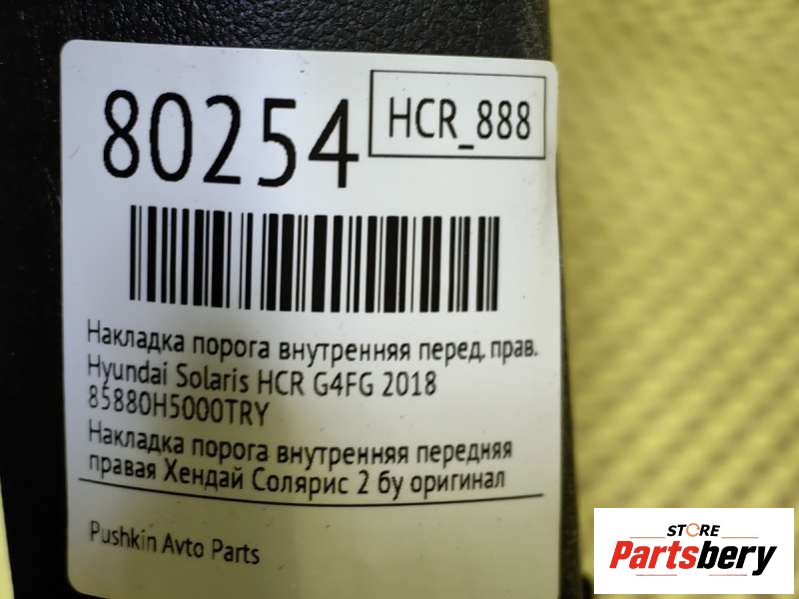 80254
HCR_888
Накладка порога внутренняя перед. прав.
Hyundai Solaris HCR G4FG 2018
85880H5000TRY
Накладка порога внутренняя передняя
правая Хендай Солярис 2 бу оригинал
Pushkin Avto Parts
STORE
Partsbery